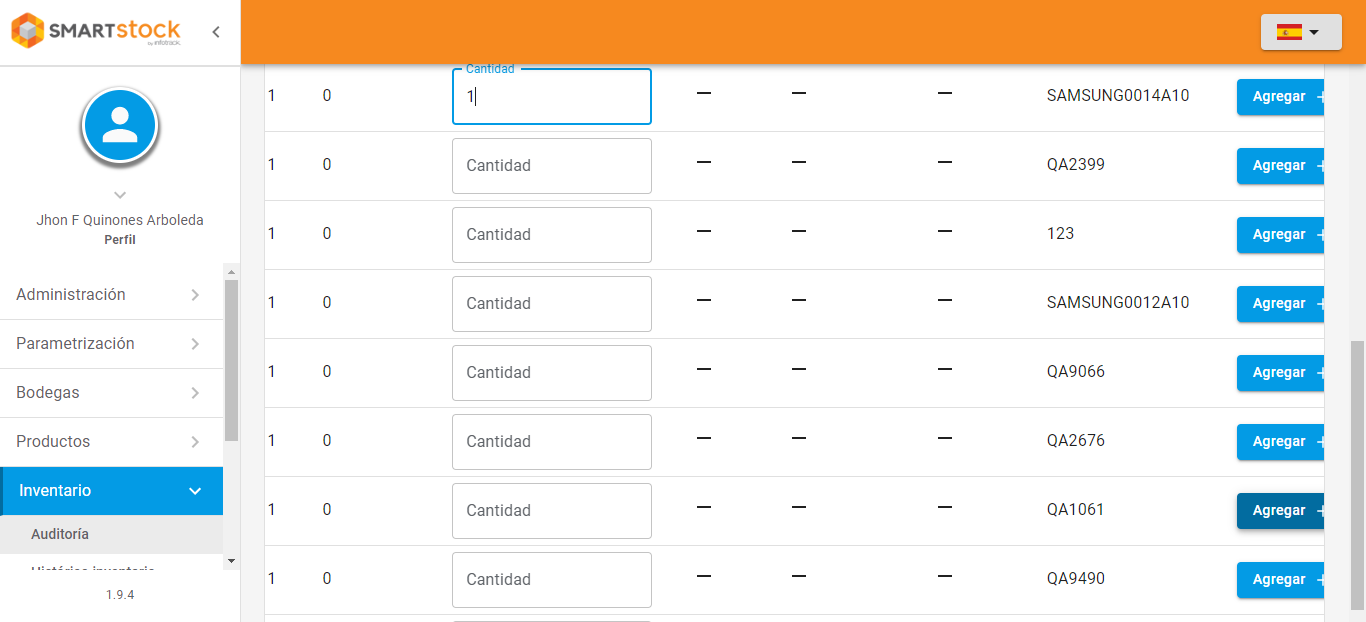 SMARTstock
by infotrack.
Jhon F Quinones Arboleda
Perfil
Administración
Parametrización
Bodegas
Productos
Inventario
Auditoría
Histórico inventario
1.9.4
Cantidad
1 0 1 — — — SAMSUNG0014A10 Agregar +
1 0 Cantidad — — — QA2399 Agregar +
1 0 Cantidad — — — 123 Agregar +
1 0 Cantidad — — — SAMSUNG0012A10 Agregar +
1 0 Cantidad — — — QA9066 Agregar +
1 0 Cantidad — — — QA2676 Agregar +
1 0 Cantidad — — — QA1061 Agregar +
1 0 Cantidad — — — QA9490 Agregar +